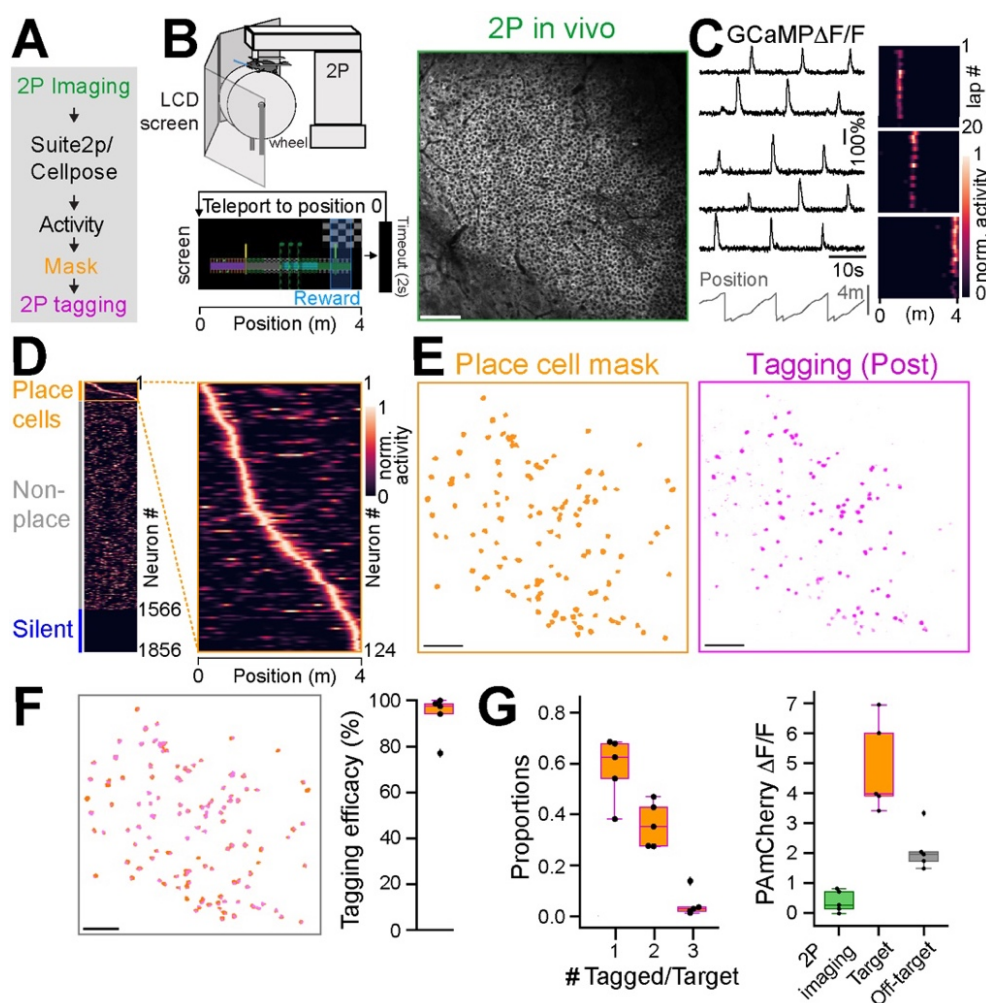 A
2P Imaging
Suite2p/
Cellpose
Activity
Mask
2P tagging
B
LCD
screen
2P
wheel
Teleport to position 0
screen
Timeout (2s)
Reward
0 Position (m) 4
2P in vivo
C
GCaMPΔF/F
100%
10s
Position
4m
1
lap #
20
1
norm. activity
0
0 (m) 4
D
Place
cells
Non-
place
Silent
1
Neuron #
1566
1856
1
1
norm.
activity
0
Neuron #
124
0 Position (m) 4
E
Place cell mask
Tagging (Post)
F
Tagging efficacy (%)
100
80
60
40
20
0
G
Proportions
0.8
0.6
0.4
0.2
0.0
1 2 3
# Tagged/Target
PAmCherry ΔF/F
7
6
5
4
3
2
1
0
2P
imaging
Target
Off-target